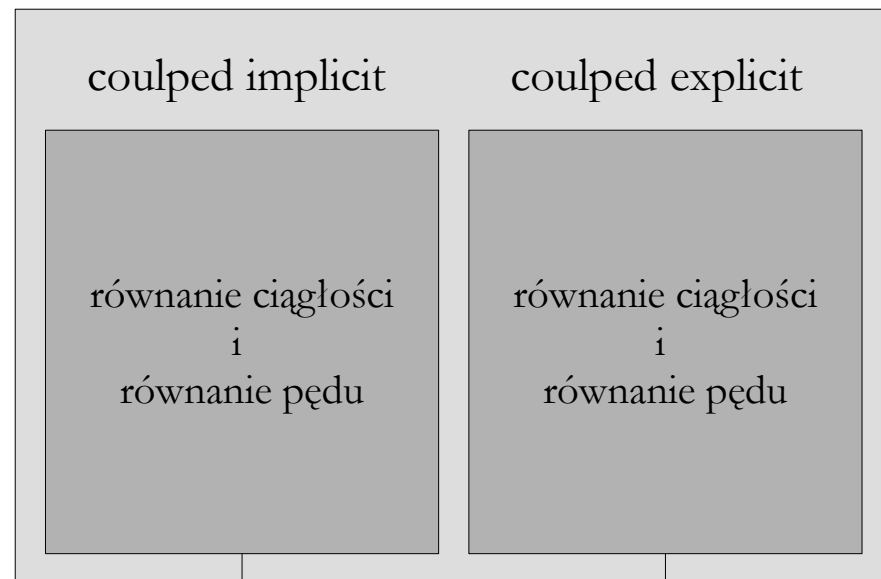 coulped implicit
równanie ciągłości
i
równanie pędu
coulped explicit
równanie ciągłości
i
równanie pędu